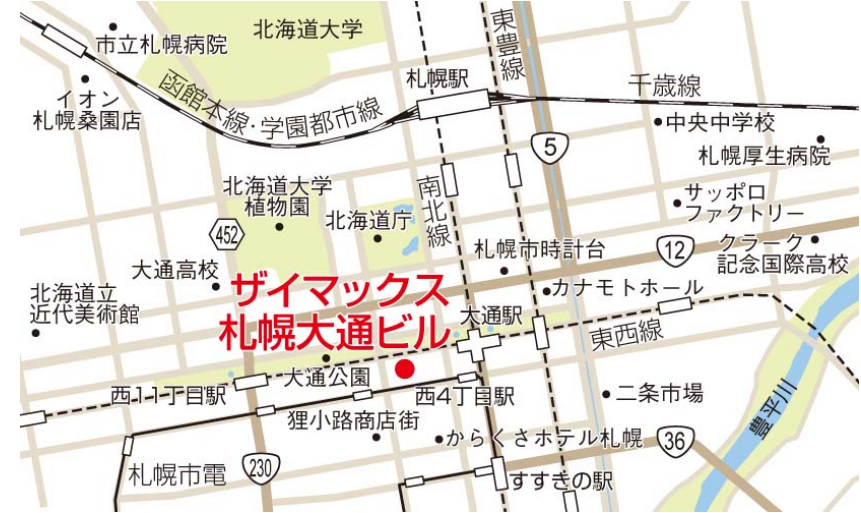 市立札幌病院
北海道大学
東豊線
札幌駅
千歳線
イオン
札幌桑園店
函館本線・学園都市線
中央中学校
5
札幌厚生病院
北海道大学
植物園
南北線
サッポロ
ファクトリー
452
北海道庁
札幌市時計台
12
クラーク
記念国際高校
大通高校
ザイマックス
札幌大通ビル
カナモトホール
北海道立
近代美術館
大通駅
東西線
大通公園
西11丁目駅
西4丁目駅
二条市場
豊平川
狸小路商店街
からくさホテル札幌
36
札幌市電
230
すすきの駅